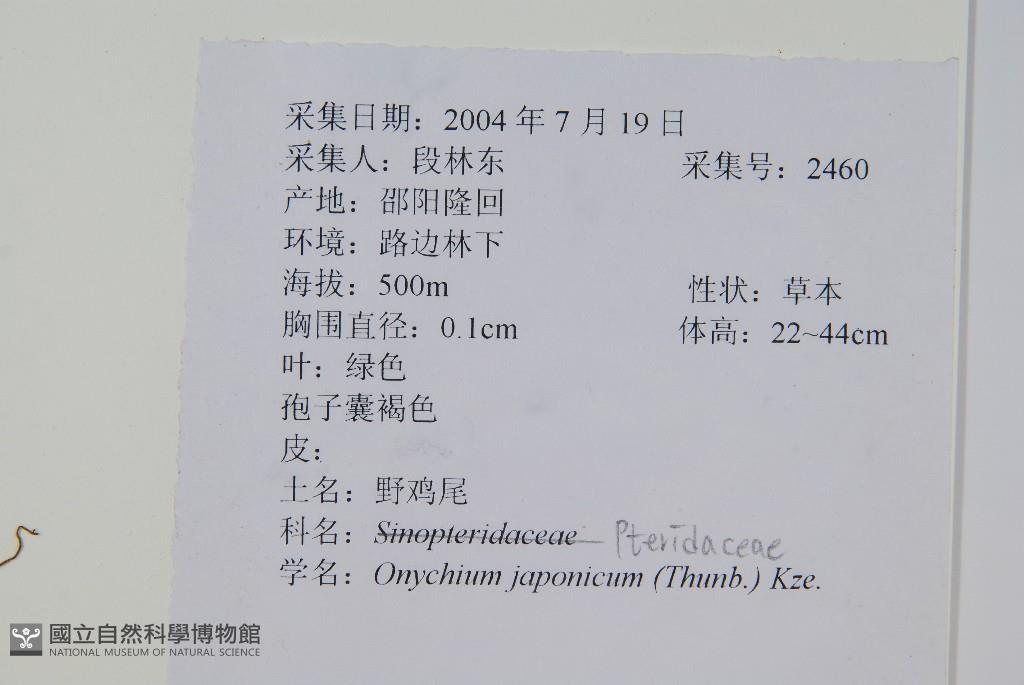 采集日期：2004 年 7 月 19 日
采集人：段林东 采集号：2460
产地：邵阳隆回
环境：路边林下
海拔：500m 性状：草本
胸围直径：0.1cm 体高：22~44cm
叶：绿色
孢子囊褐色
皮：
土名：野鸡尾
科名：Sinopteridaceae Pteridaceae
学名：Onychium japonicum (Thunb.) Kze.
國立自然科學博物館
NATIONAL MUSEUM OF NATURAL SCIENCE